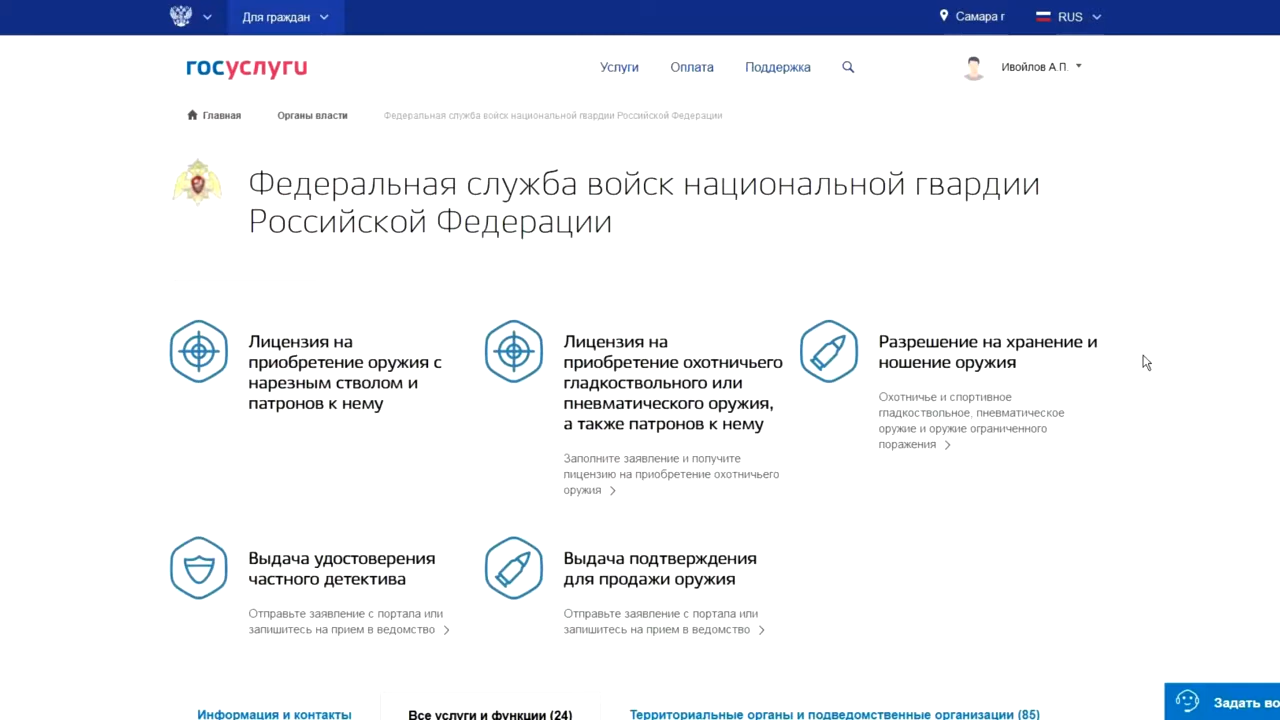 Для граждан
Самара г
RUS
госуслуги
Услуги
Оплата
Поддержка
Ивойлов А.П.
Главная
Органы власти
Федеральная служба войск национальной гвардии Российской Федерации
Федеральная служба войск национальной гвардии
Российской Федерации
Лицензия на
приобретение оружия с
нарезным стволом и
патронов к нему
Лицензия на
приобретение охотничьего
гладкоствольного или
пневматического оружия,
а также патронов к нему
Заполните заявление и получите
лицензию на приобретение охотничьего
оружия
Разрешение на хранение и
ношение оружия
Охотничье и спортивное
гладкоствольное, пневматическое
оружие и оружие ограниченного
поражения
Выдача удостоверения
частного детектива
Отправьте заявление с портала или
запишитесь на прием в ведомство
Выдача подтверждения
для продажи оружия
Отправьте заявление с портала или
запишитесь на прием в ведомство
Информация и контакты
Все услуги и функции (24)
Территориальные органы и подведомственные организации (85)
Задать во